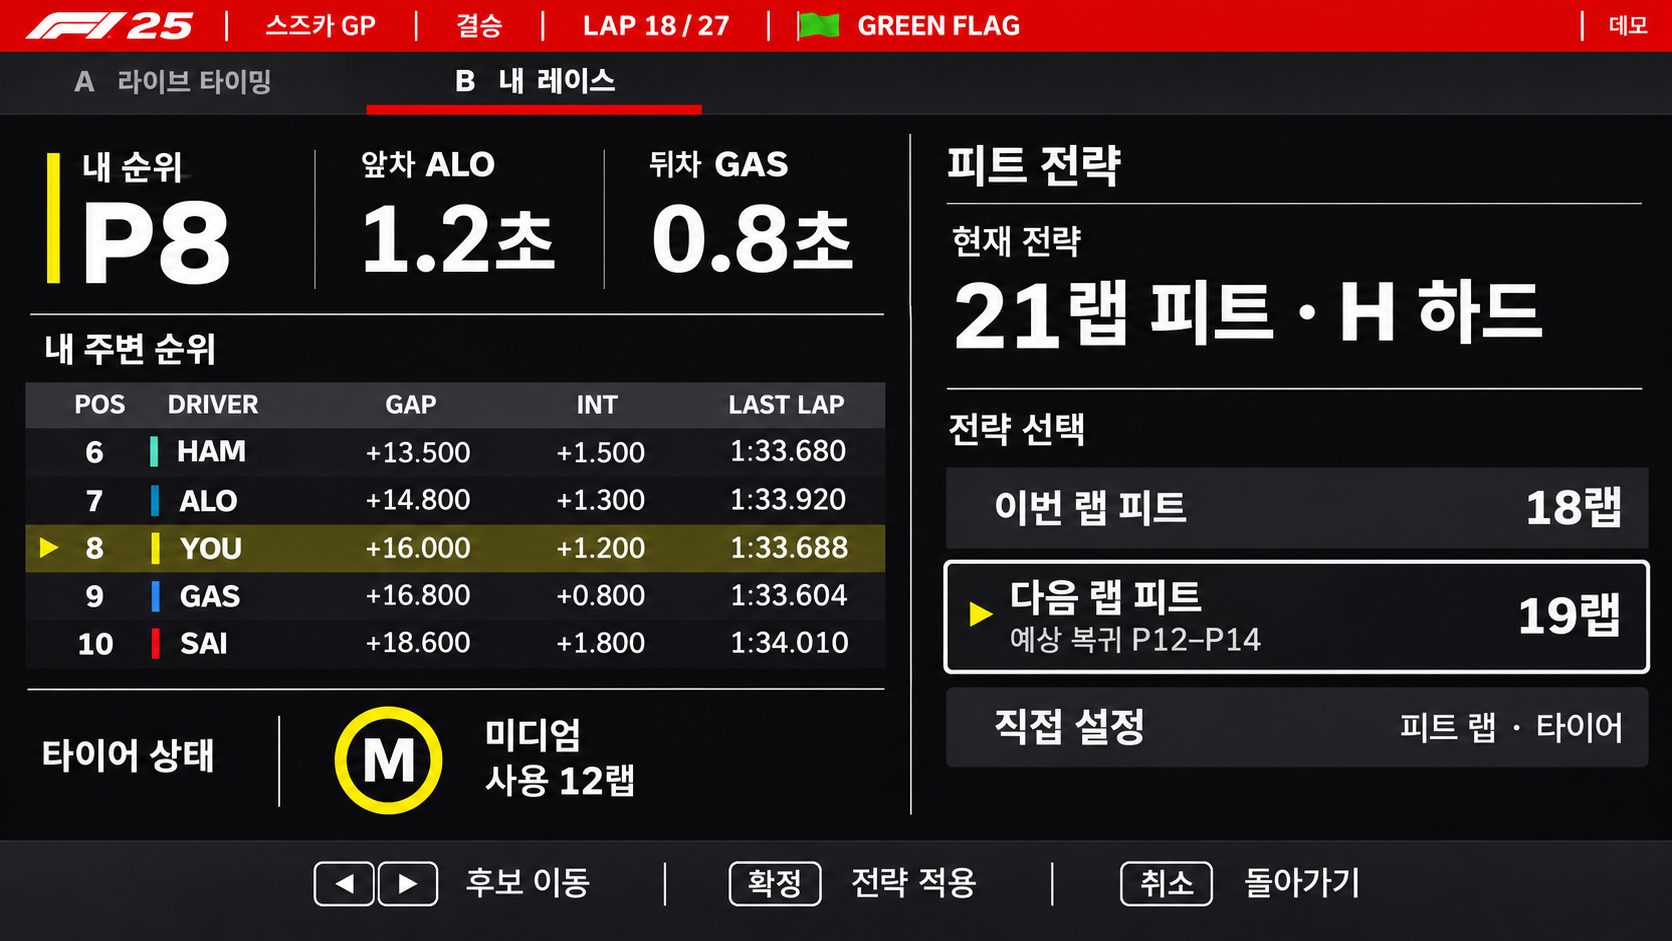 F1 25 스즈카 GP 결승 LAP 18 / 27 GREEN FLAG 데모
A 라이브 타이밍 B 내 레이스
내 순위
P8
앞차 ALO
1.2초
뒤차 GAS
0.8초
내 주변 순위
POS DRIVER GAP INT LAST LAP
6 HAM +13.500 +1.500 1:33.680
7 ALO +14.800 +1.300 1:33.920
8 YOU +16.000 +1.200 1:33.688
9 GAS +16.800 +0.800 1:33.604
10 SAI +18.600 +1.800 1:34.010
타이어 상태
M
미디엄
사용 12랩
피트 전략
현재 전략
21랩 피트 · H 하드
전략 선택
이번 랩 피트 18랩
다음 랩 피트 19랩
예상 복귀 P12–P14
직접 설정 피트 랩 · 타이어
◀ ▶ 후보 이동 확정 전략 적용 취소 돌아가기